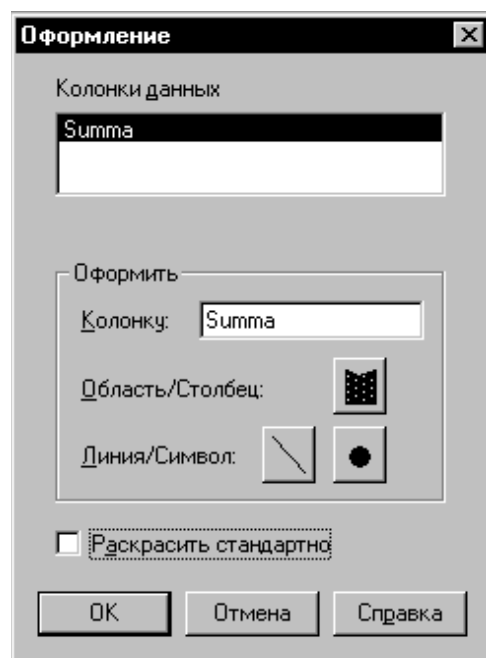 Оформление
Колонки данных
Summa
Оформить
Колонку: Summa
Область/Столбец:
Линия/Символ:
Раскрасить стандартно
OK Отмена Справка